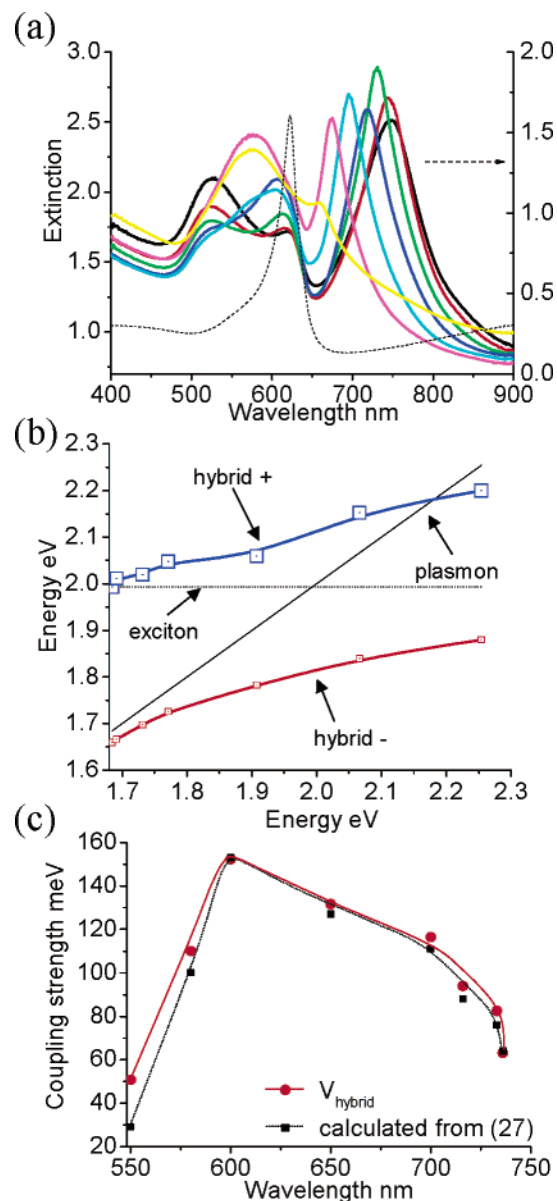 (a)
3.0
2.5
2.0
1.5
1.0
Extinction
2.0
1.5
1.0
0.5
0.0
400 500 600 700 800 900
Wavelength nm
(b)
2.2
2.1
2.0
1.9
1.8
1.7
1.6
Energy eV
hybrid +
plasmon
exciton
hybrid -
1.7 1.8 1.9 2.0 2.1 2.2 2.3
Energy eV
(c)
160
140
120
100
80
60
40
20
Coupling strength meV
V hybrid
calculated from (27)
550 600 650 700 750
Wavelength nm